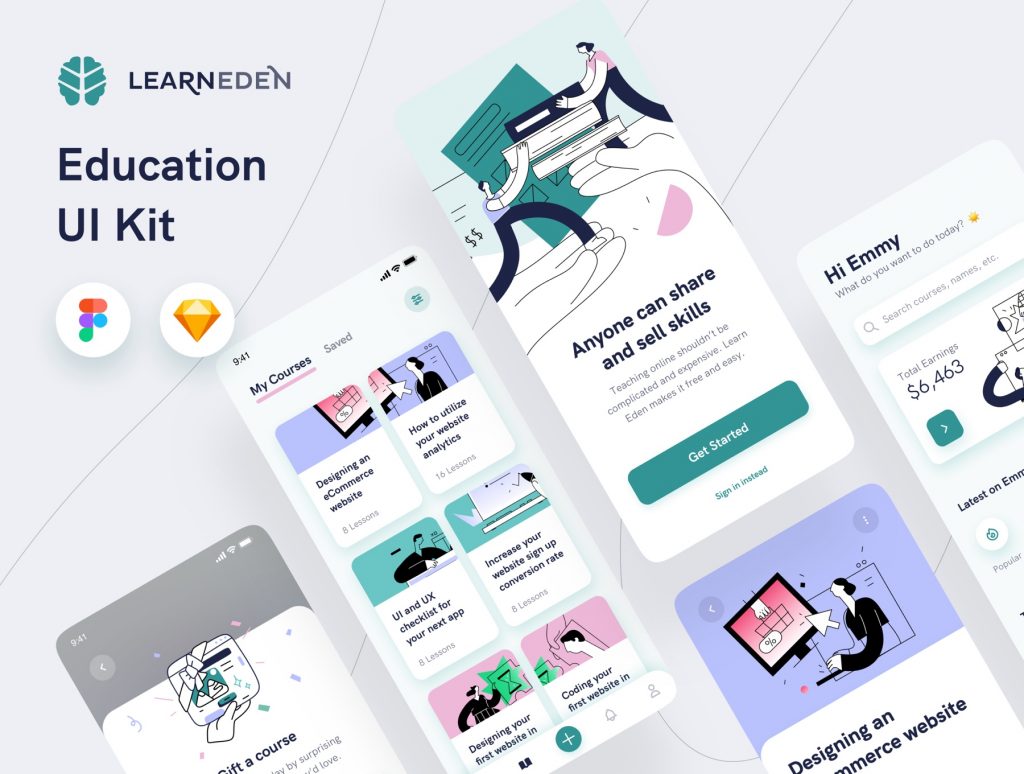 LEARNEDEN
Education
UI Kit
9:41
My Courses
Saved
Designing an
eCommerce
website
8 Lessons
How to utilize
your website
analytics
16 Lessons
UI and UX
checklist for
your next app
8 Lessons
Increase your
website sign up
conversion rate
8 Lessons
Designing your
first website in
Coding your
first website in
$$
Anyone can share
and sell skills
Teaching online shouldn't be
complicated and expensive. Learn
Eden makes it free and easy.
Get Started
Sign in instead
Hi Emmy
What do you want to do today?
Search courses, names, etc.
Total Earnings
$6,463
Latest on Emm
Popular
9:41
Gift a course
day by surprising
'd love.
%
Designing an
mmerce website